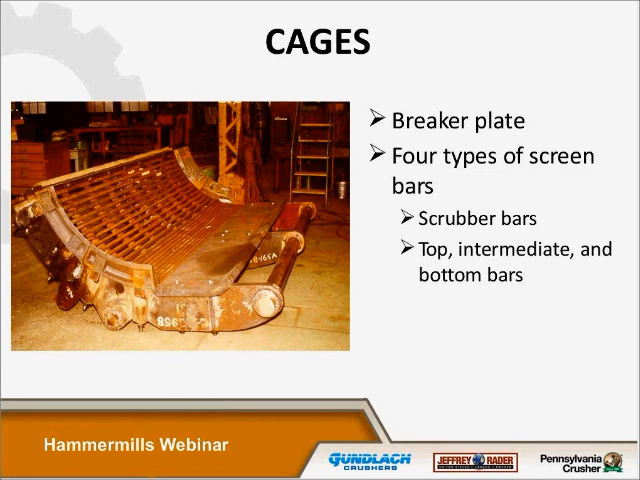 CAGES
Breaker plate
Four types of screen
bars
Scrubber bars
Top, intermediate, and
bottom bars
Hammermills Webinar
GUNDLACH
CRUSHERS
JEFFREY RADER
Pennsylvania
Crusher